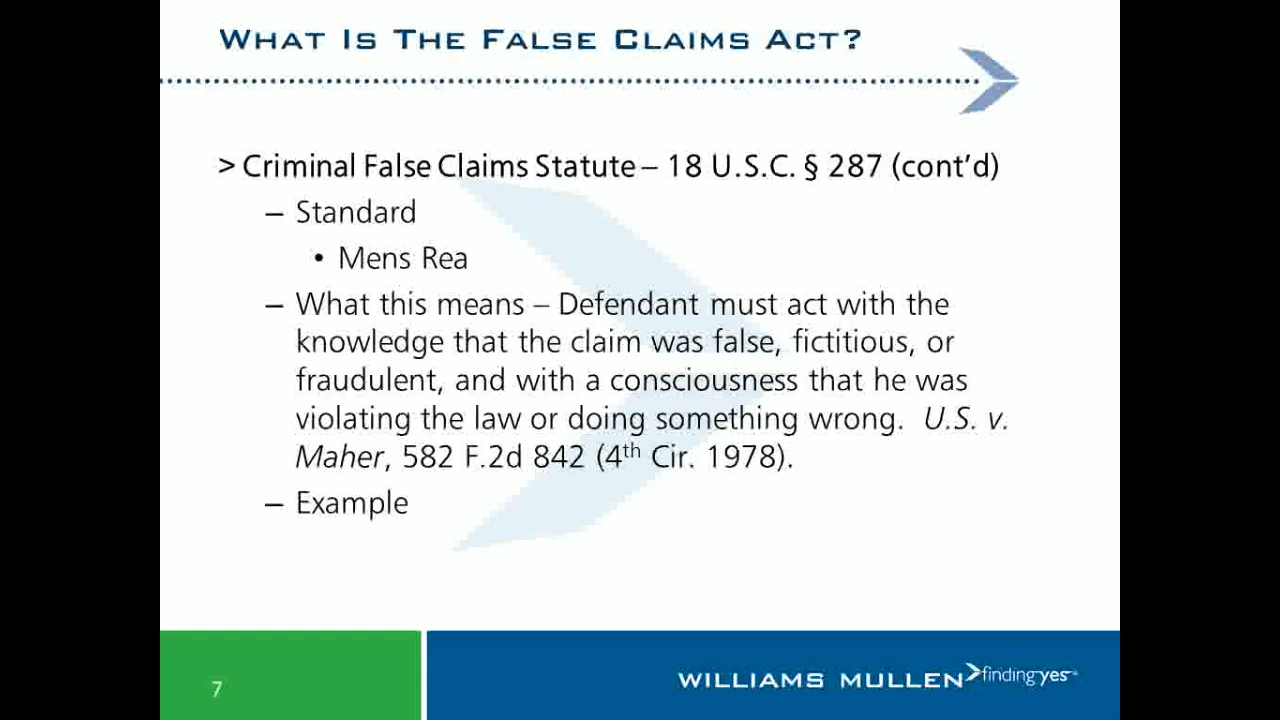 WHAT IS THE FALSE CLAIMS ACT?
> Criminal False Claims Statute – 18 U.S.C. § 287 (cont'd)
– Standard
• Mens Rea
– What this means – Defendant must act with the
knowledge that the claim was false, fictitious, or
fraudulent, and with a consciousness that he was
violating the law or doing something wrong. U.S. v.
Maher, 582 F.2d 842 (4th Cir. 1978).
– Example
7
WILLIAMS MULLEN finding yes℠